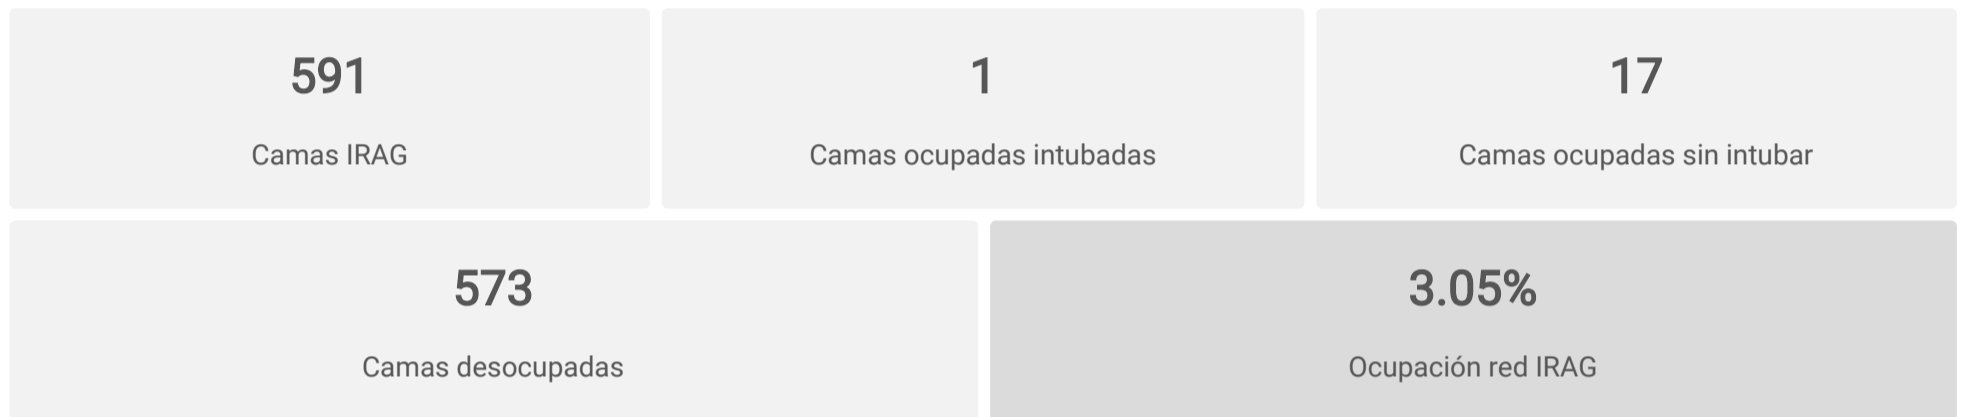 591
Camas IRAG
1
Camas ocupadas intubadas
17
Camas ocupadas sin intubar
573
Camas desocupadas
3.05%
Ocupación red IRAG